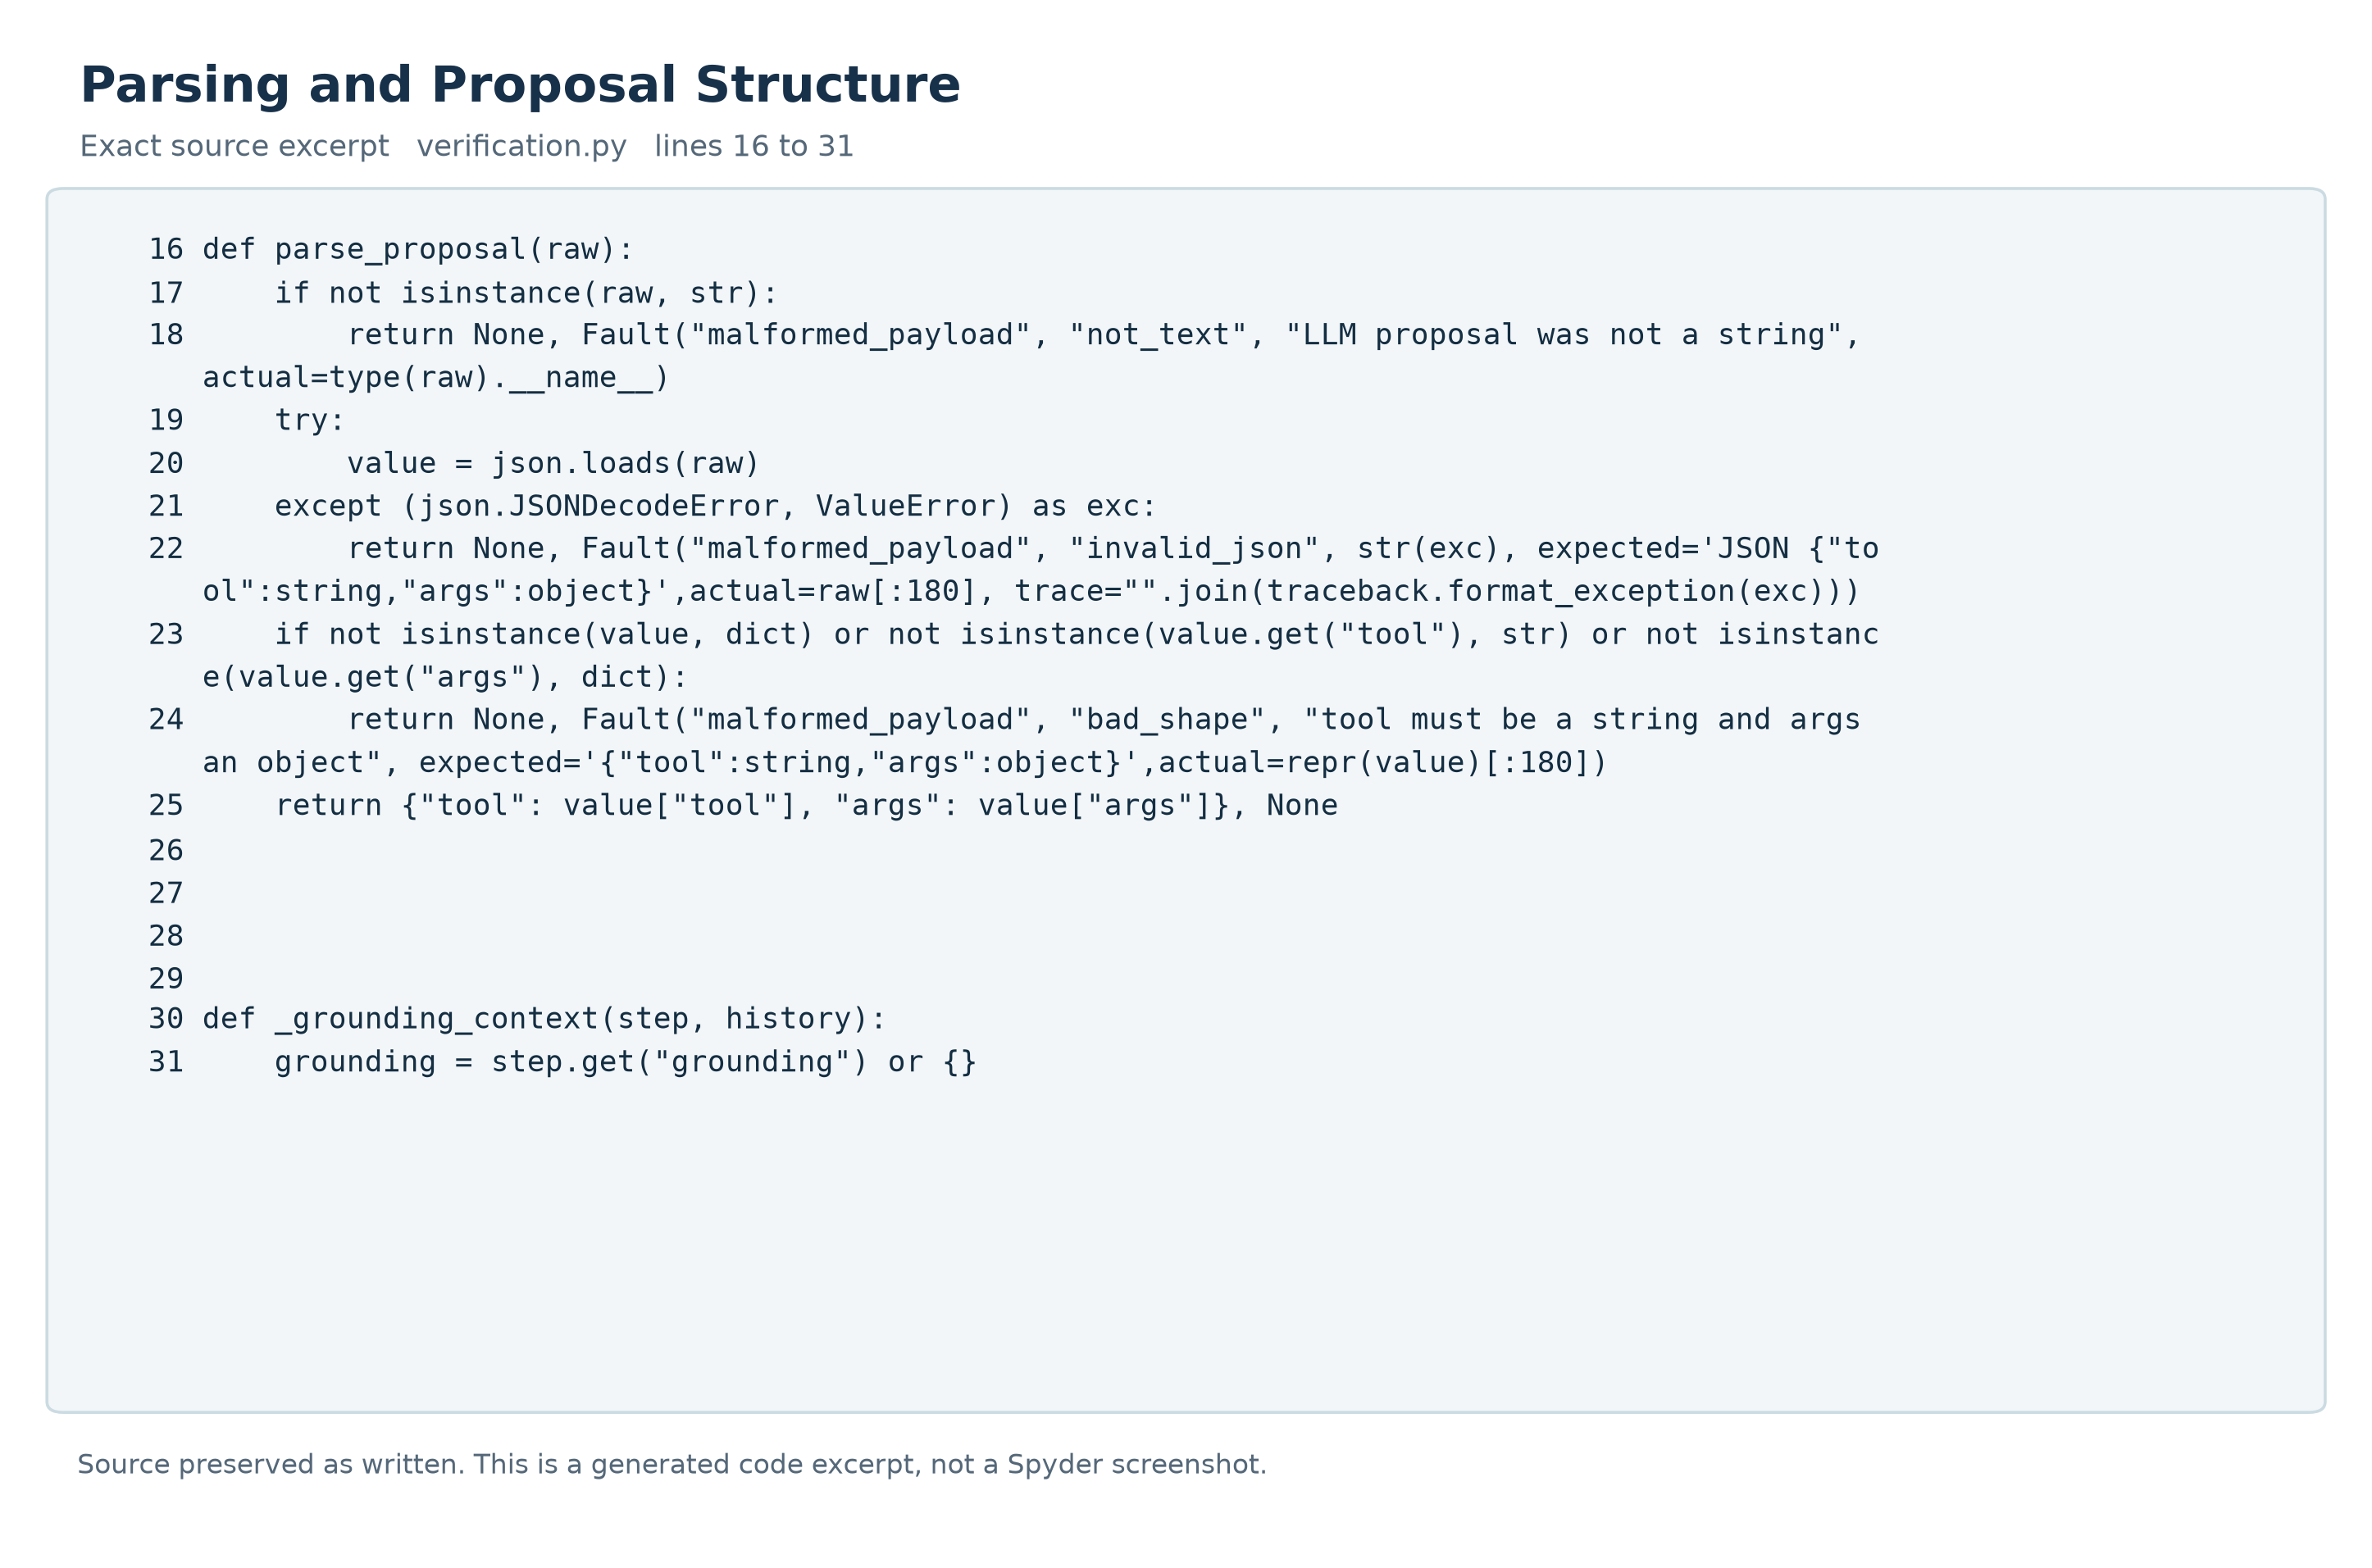 Parsing and Proposal Structure
Exact source excerpt   verification.py   lines 16 to 31
16 def parse_proposal(raw):
17     if not isinstance(raw, str):
18         return None, Fault("malformed_payload", "not_text", "LLM proposal was not a string",
   actual=type(raw).__name__)
19     try:
20         value = json.loads(raw)
21     except (json.JSONDecodeError, ValueError) as exc:
22         return None, Fault("malformed_payload", "invalid_json", str(exc), expected='JSON {"to
   ol":string,"args":object}',actual=raw[:180], trace="".join(traceback.format_exception(exc)))
23     if not isinstance(value, dict) or not isinstance(value.get("tool"), str) or not isinstanc
   e(value.get("args"), dict):
24         return None, Fault("malformed_payload", "bad_shape", "tool must be a string and args
   an object", expected='{"tool":string,"args":object}',actual=repr(value)[:180])
25     return {"tool": value["tool"], "args": value["args"]}, None
26
27
28
29
30 def _grounding_context(step, history):
31     grounding = step.get("grounding") or {}
Source preserved as written. This is a generated code excerpt, not a Spyder screenshot.